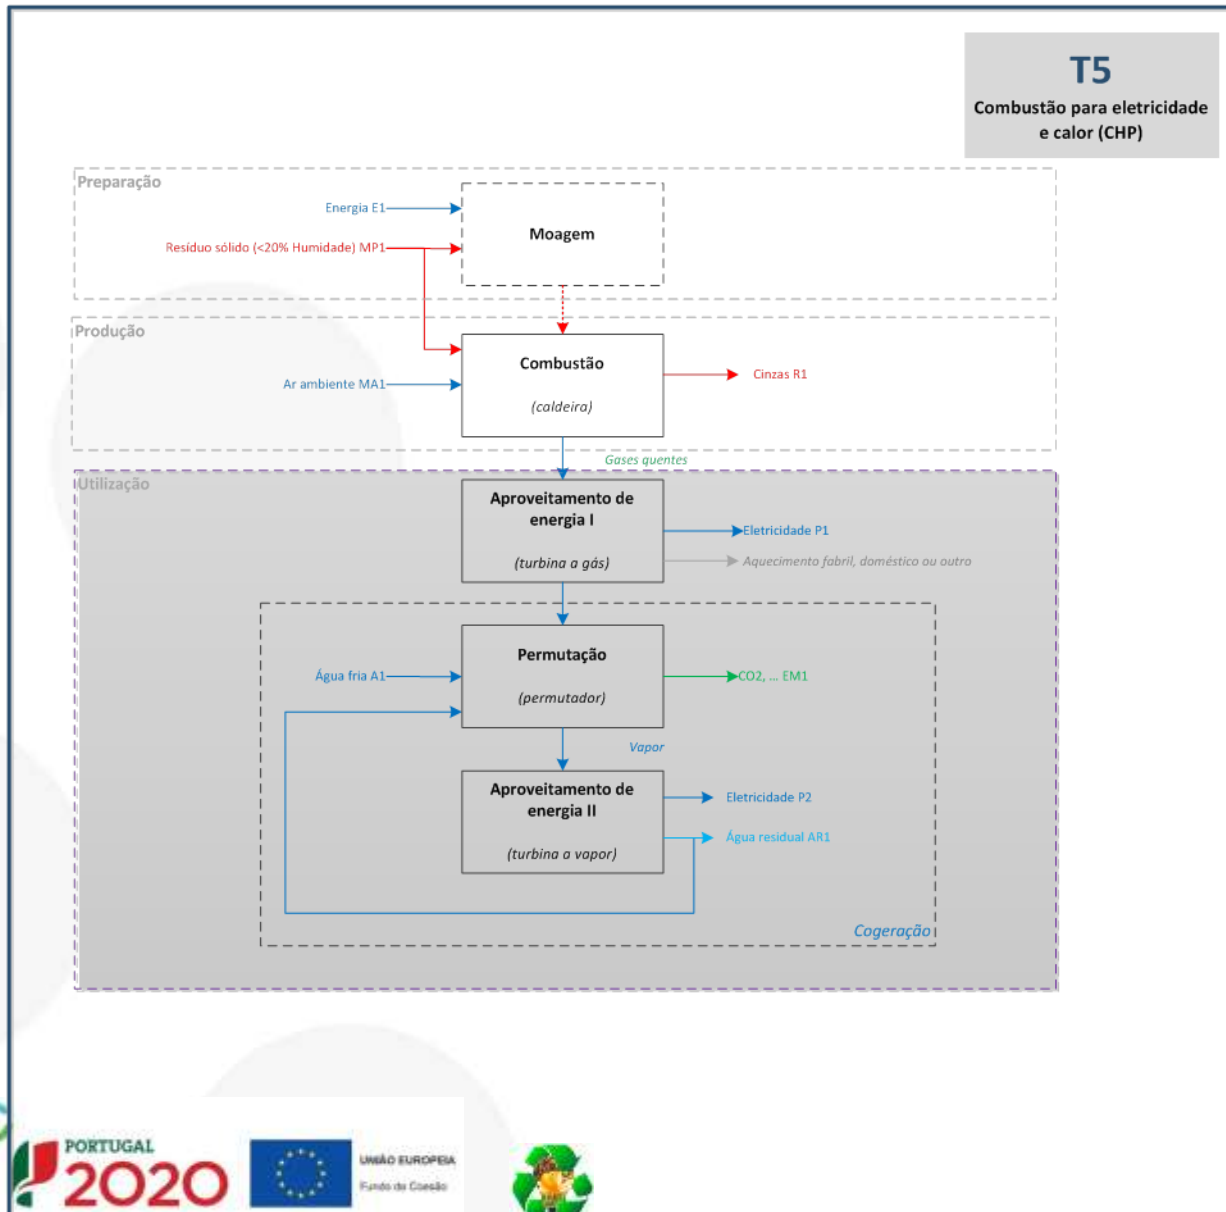 T5
Combustão para eletricidade
e calor (CHP)
Preparação
Energia E1
Resíduo sólido (<20% Humidade) MP1
Moagem
Produção
Ar ambiente MA1
Combustão
(caldeira)
Cinzas R1
Gases quentes
Utilização
Aproveitamento de
energia I
(turbina a gás)
Eletricidade P1
Aquecimento fabril, doméstico ou outro
Água fria A1
Permutação
(permutador)
CO2, ... EM1
Vapor
Aproveitamento de
energia II
(turbina a vapor)
Eletricidade P2
Água residual AR1
Cogeração
PORTUGAL
2020
UNIÃO EUROPEIA
Fundo de Coesão